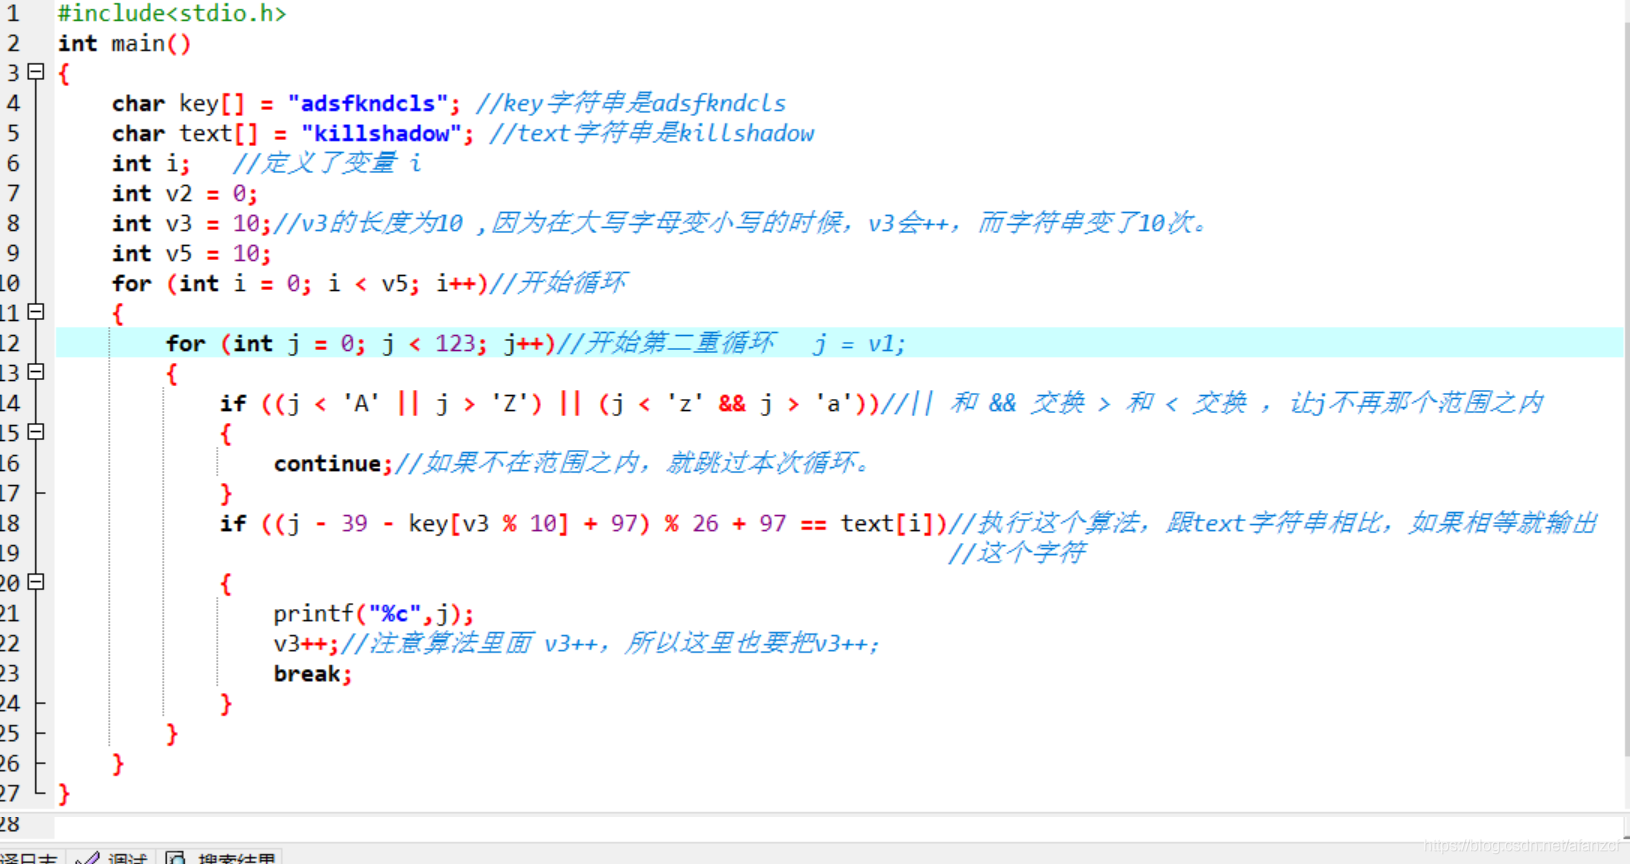 1 #include<stdio.h>
2 int main()
3 {
4 char key[] = "adsfkndcls"; //key字符串是adsfkndcls
5 char text[] = "killshadow"; //text字符串是killshadow
6 int i; //定义了变量 i
7 int v2 = 0;
8 int v3 = 10;//v3的长度为10 ,因为在大写字母变小写的时候，v3会++，而字符串变了10次。
9 int v5 = 10;
10 for (int i = 0; i < v5; i++)//开始循环
11 {
12 for (int j = 0; j < 123; j++)//开始第二重循环 j = v1;
13 {
14 if ((j < 'A' || j > 'Z') || (j < 'z' && j > 'a'))//|| 和 && 交换 > 和 < 交换 ，让j不再那个范围之内
15 {
16 continue;//如果不在范围之内，就跳过本次循环。
17 }
18 if ((j - 39 - key[v3 % 10] + 97) % 26 + 97 == text[i])//执行这个算法，跟text字符串相比，如果相等就输出
19 //这个字符
20 {
21 printf("%c",j);
22 v3++;//注意算法里面 v3++，所以这里也要把v3++;
23 break;
24 }
25 }
26 }
27 }
28
译日志 调试 搜索结果
https://blog.csdn.net/afanzcf